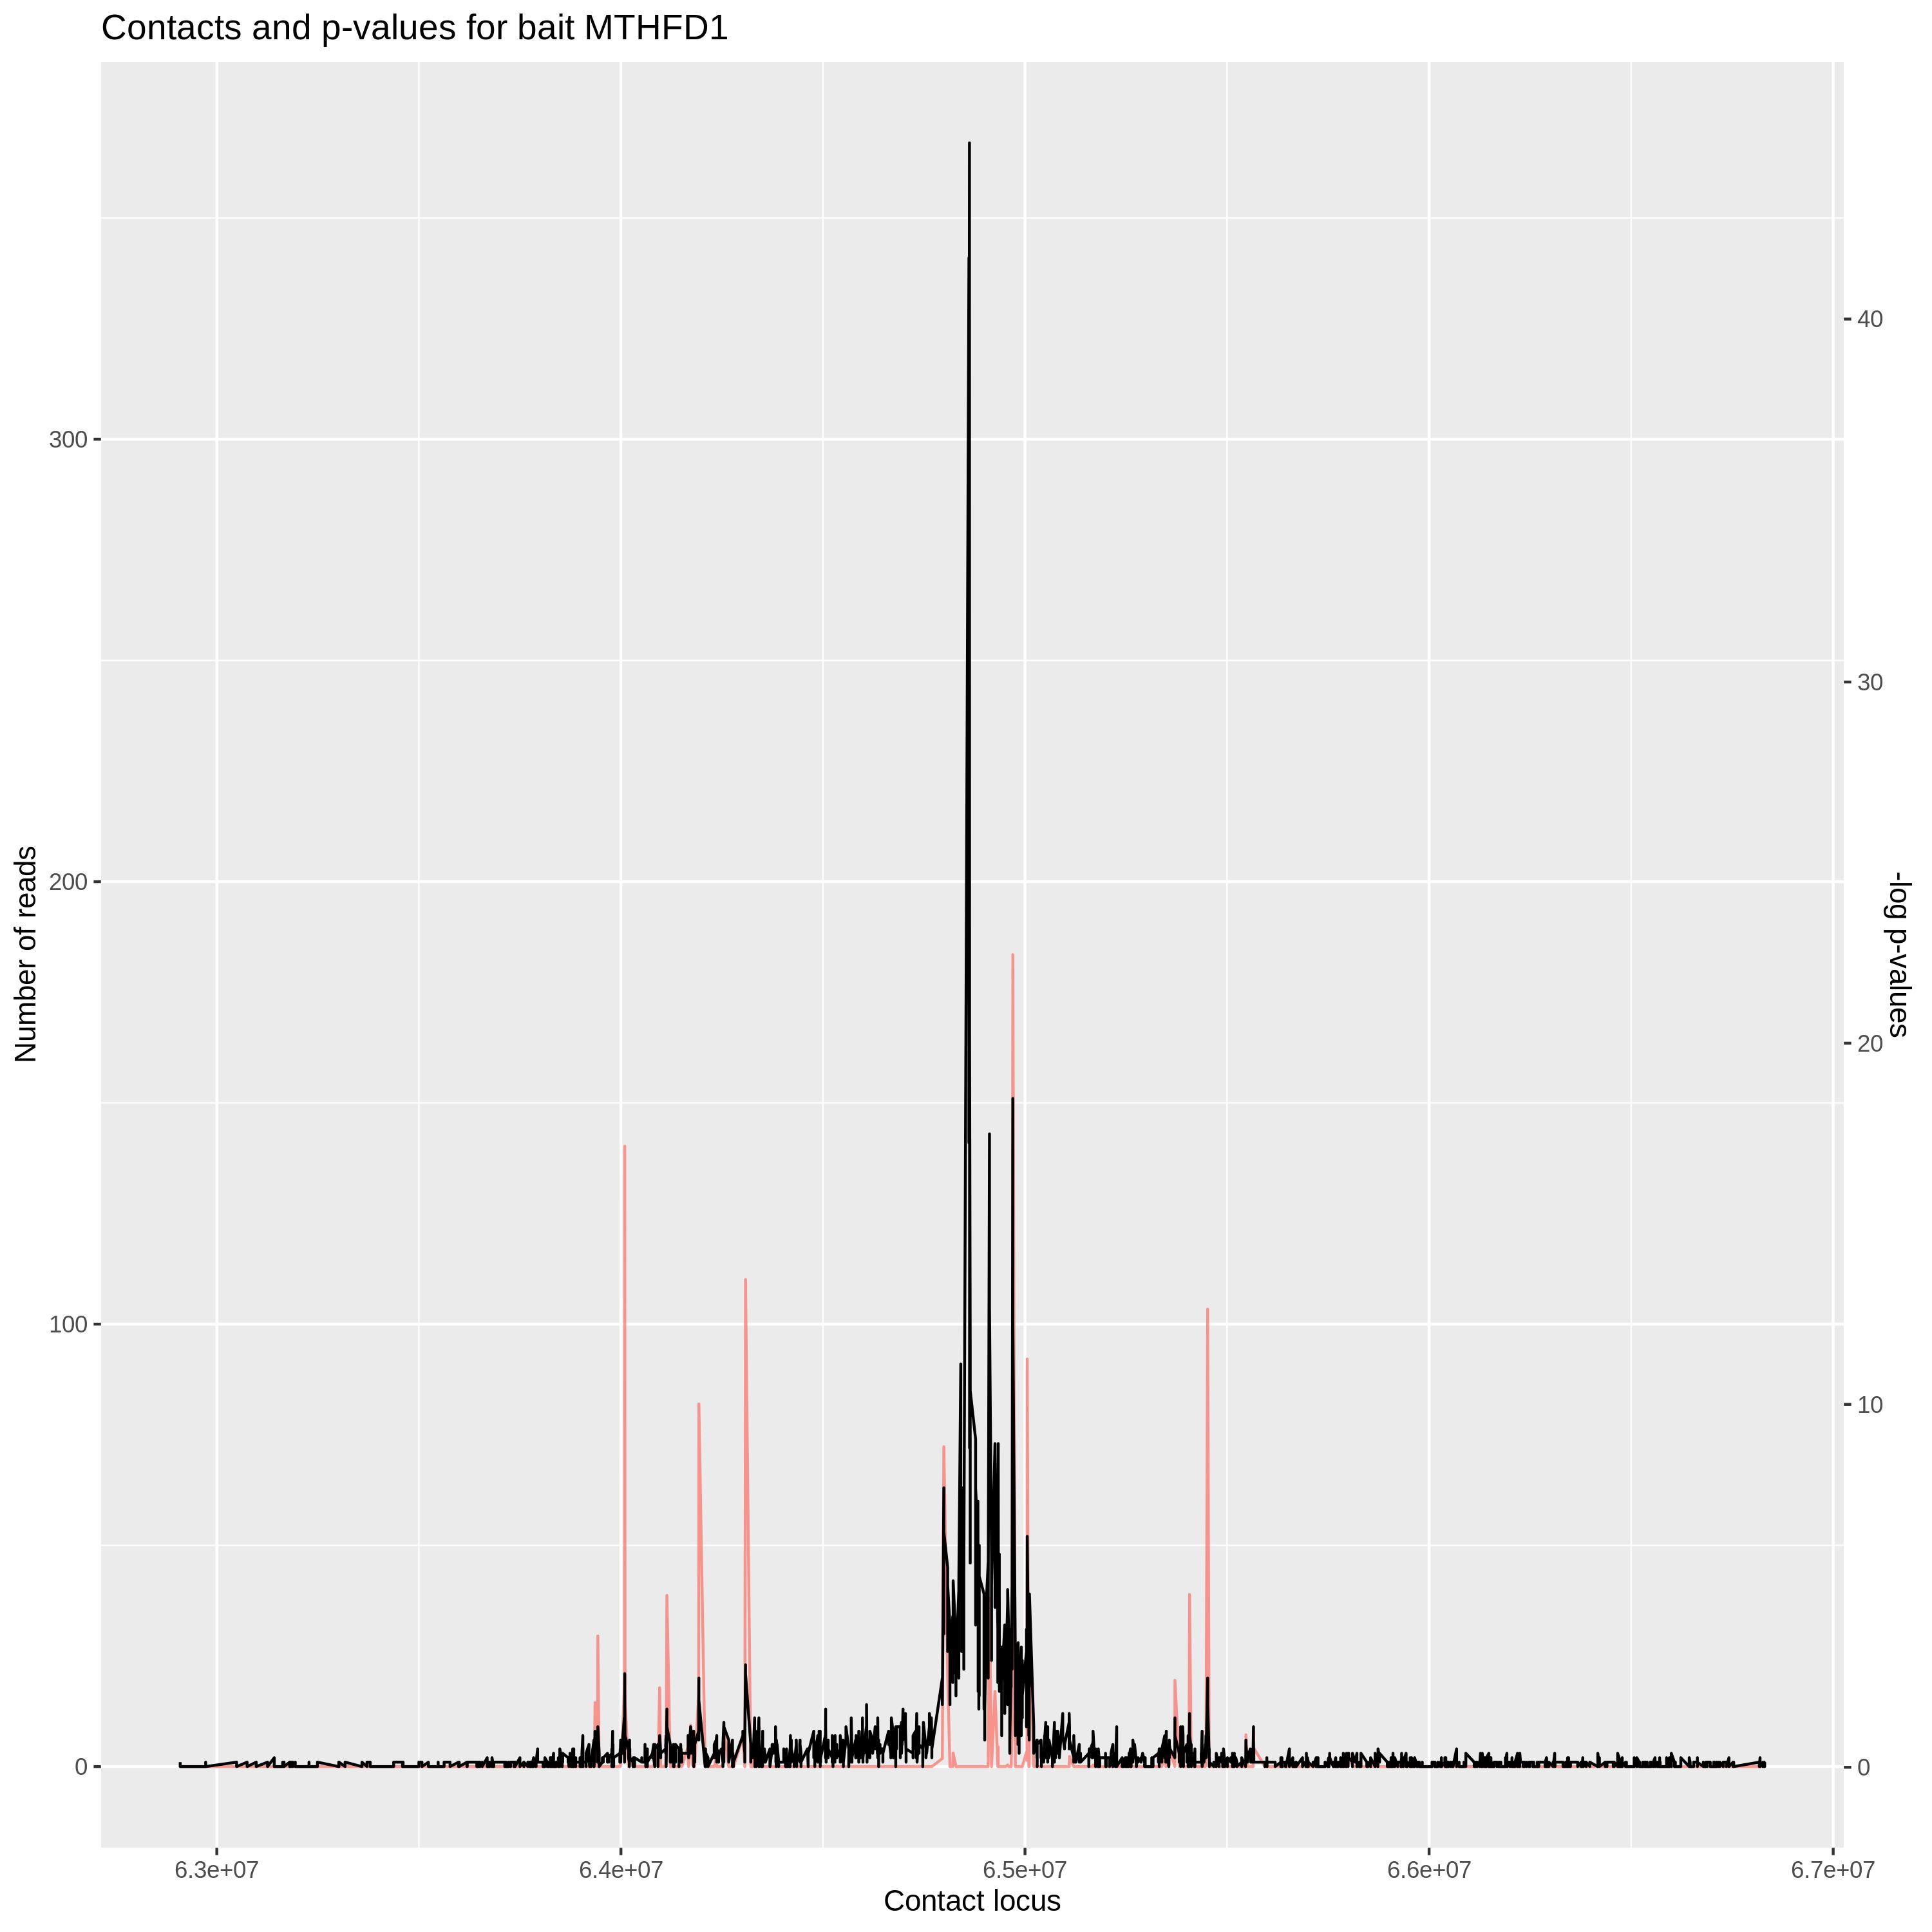 Contacts and p-values for bait MTHFD1
Number of reads
300
200
100
0
40
30
20
10
0
-log p-values
6.3e+07 6.4e+07 6.5e+07 6.6e+07 6.7e+07
Contact locus